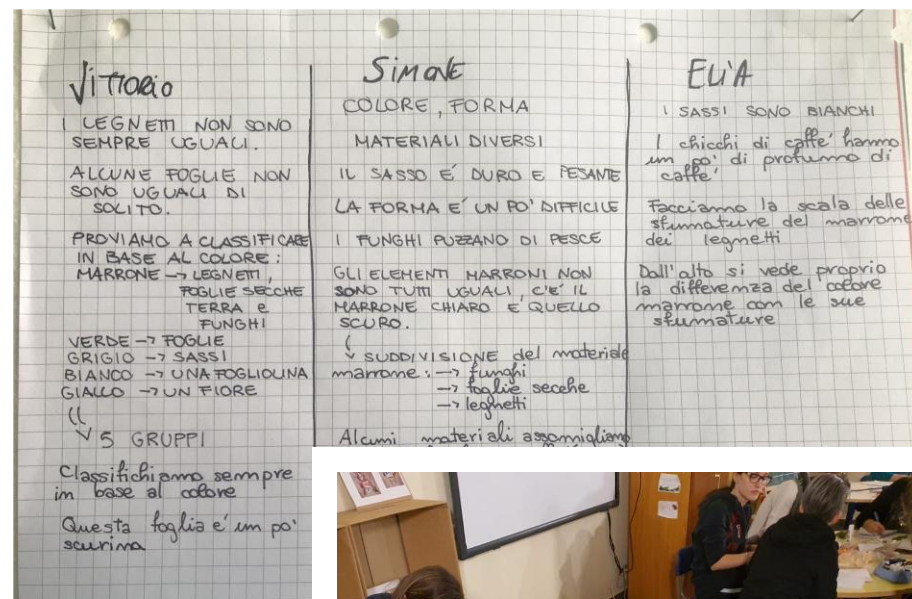 VITTORIO
I LEGNETTI NON SONO
SEMPRE UGUALI.
ALCUNE FOGLIE NON
SONO UGUALI DI
SOLITO.
PROVIAMO A CLASSIFICARE
IN BASE AL COLORE:
MARRONE → LEGNETTI,
FOGLIE SECCHE
TERRA e
FUNGHI
VERDE → FOGLIE
GRIGIO → SASSI
BIANCO → UNA FOGLIOLINA
GIALLO → UN FIORE
5 GRUPPI
Classifichiamo sempre
in base al colore
Questa foglia è un po'
scurina
SIMONE
COLORE, FORMA
MATERIALI DIVERSI
IL SASSO E' DURO E PESANTE
LA FORMA E' UN PO' DIFFICILE
I FUNGHI PUZZANO DI PESCE
GLI ELEMENTI MARRONI NON
SONO TUTTI UGUALI, C'E' IL
MARRONE CHIARO E QUELLO
SCURO.
SUDDIVISIONE del materiale
marrone: → funghi
→ foglie secche
→ legnetti
Alcuni materiali assomigliano
ELI'A
I SASSI SONO BIANCHI
I chicchi di caffe' hanno
un po' di profumo di
caffe'
Facciamo la scala delle
sfumature del marrone
dei legnetti
Dall'alto si vede proprio
la differenza del colore
marrone con le sue
sfumature